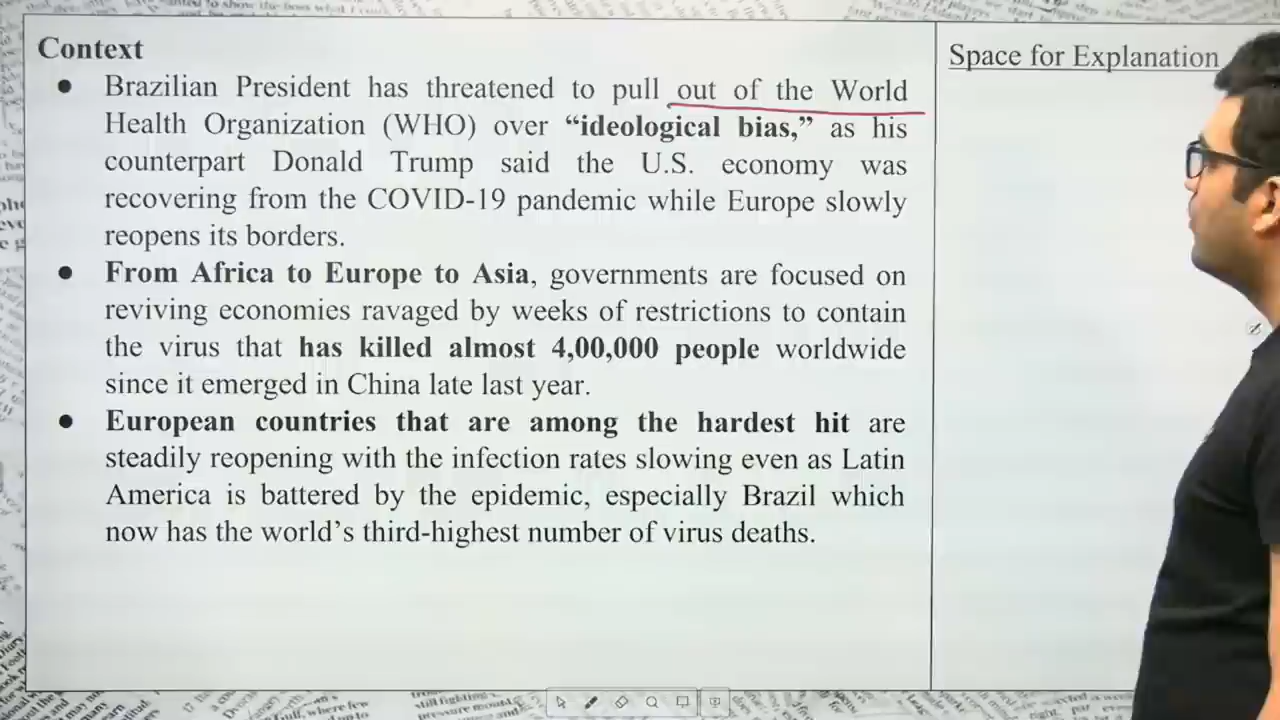 Context
Space for Explanation
• Brazilian President has threatened to pull out of the World
Health Organization (WHO) over “ideological bias,” as his
counterpart Donald Trump said the U.S. economy was
recovering from the COVID-19 pandemic while Europe slowly
reopens its borders.
• From Africa to Europe to Asia, governments are focused on
reviving economies ravaged by weeks of restrictions to contain
the virus that has killed almost 4,00,000 people worldwide
since it emerged in China late last year.
• European countries that are among the hardest hit are
steadily reopening with the infection rates slowing even as Latin
America is battered by the epidemic, especially Brazil which
now has the world’s third-highest number of virus deaths.